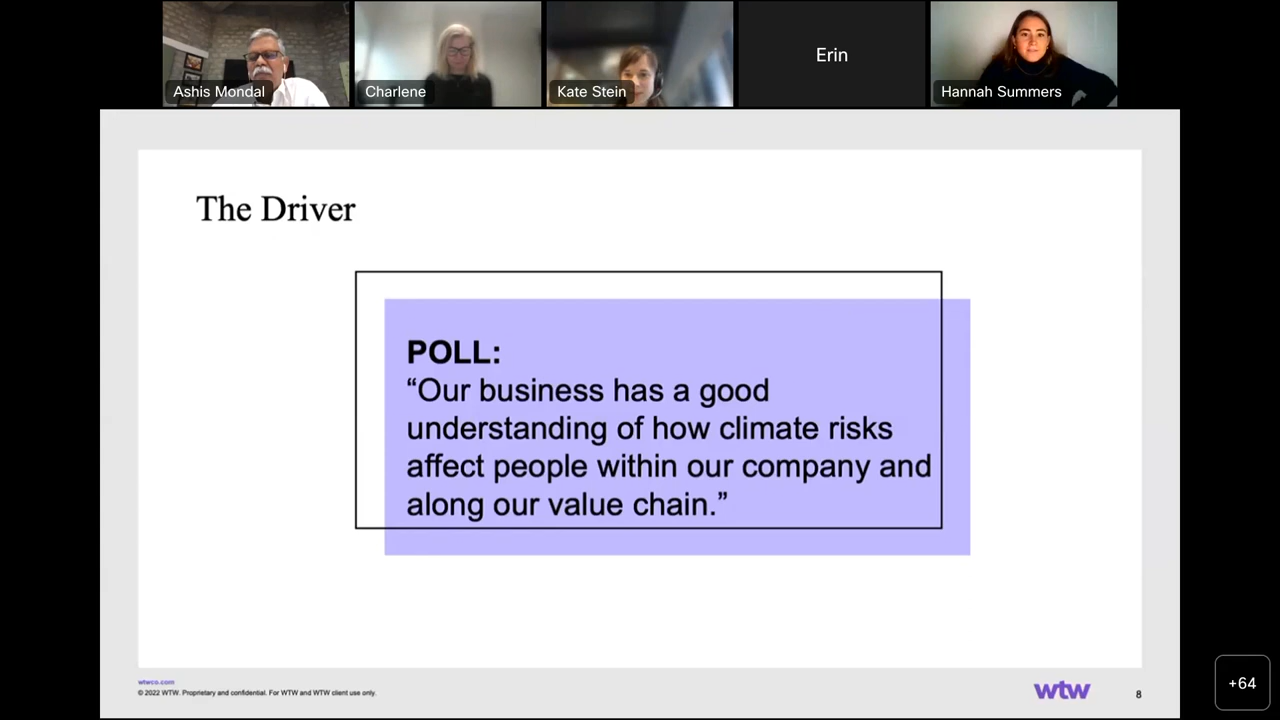 Ashis Mondal
Charlene
Kate Stein
Erin
Hannah Summers
The Driver
POLL:
“Our business has a good
understanding of how climate risks
affect people within our company and
along our value chain.”
wtwco.com
© 2022 WTW. Proprietary and confidential. For WTW and WTW client use only.
wtw
8
+64